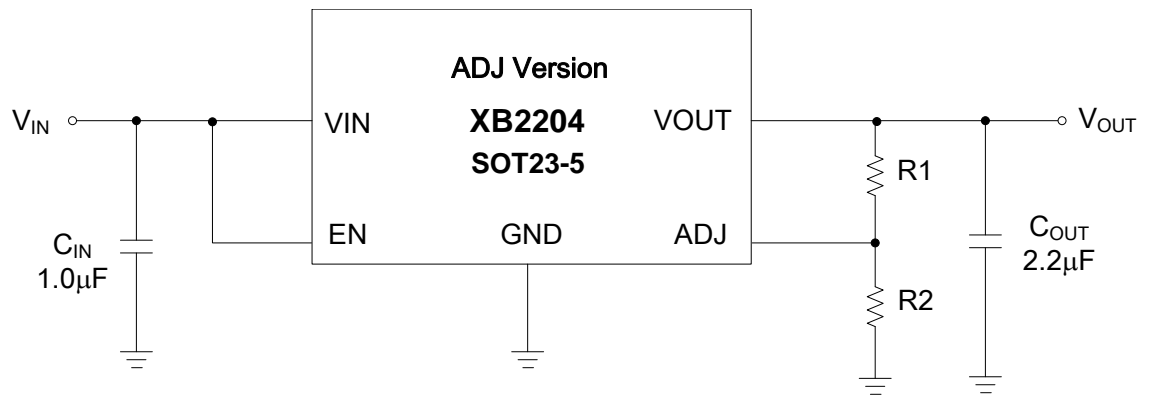 ADJ Version
V_IN VIN XB2204 VOUT V_OUT
SOT23-5
R1
EN GND ADJ
C_IN
1.0μF
C_OUT
2.2μF
R2